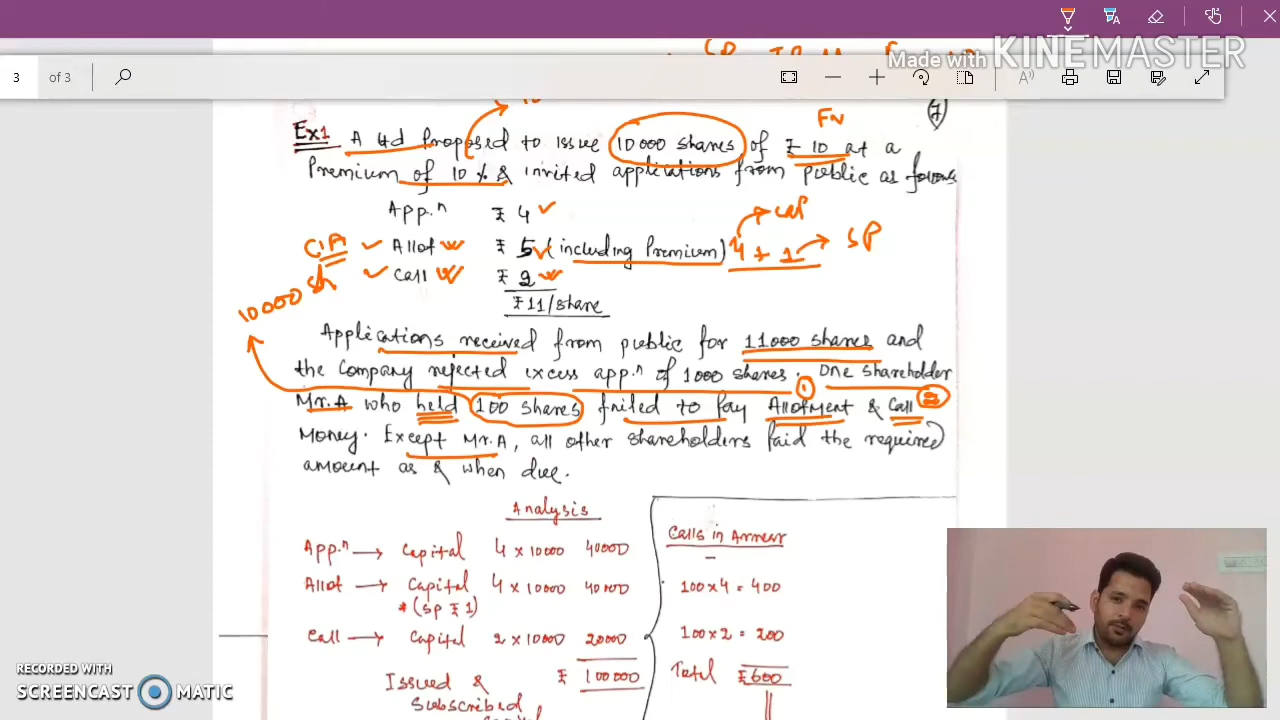 Made with KINEMASTER
3 of 3
7
Ex1 A Ltd Proposed to issue 10000 shares of ₹ 10 at a
FV
Premium of 10% & invited applications from public as follows
App.n ₹ 4
cap
CIA Allot ₹ 5 (including Premium) 4 + 1 SP
Sh Call ₹ 2
10000
₹11/share
Applications received from public for 11000 shares and
the Company rejected excess app.n of 1000 shares. One shareholder
1
Mr.A who held 100 shares failed to pay Allotment & Call
2
Money. Except Mr.A, all other shareholders paid the required
amount as & when due.
Analysis
App.n → Capital 4 x 10000 40000
Allot → Capital 4 x 10000 40000
*(SP ₹ 1)
Call → Capital 2 x 10000 20000
₹ 100000
Issued &
Subscribed
Calls in Arrear
100 x 4 = 400
100 x 2 = 200
Total ₹600
RECORDED WITH
SCREENCAST MATIC